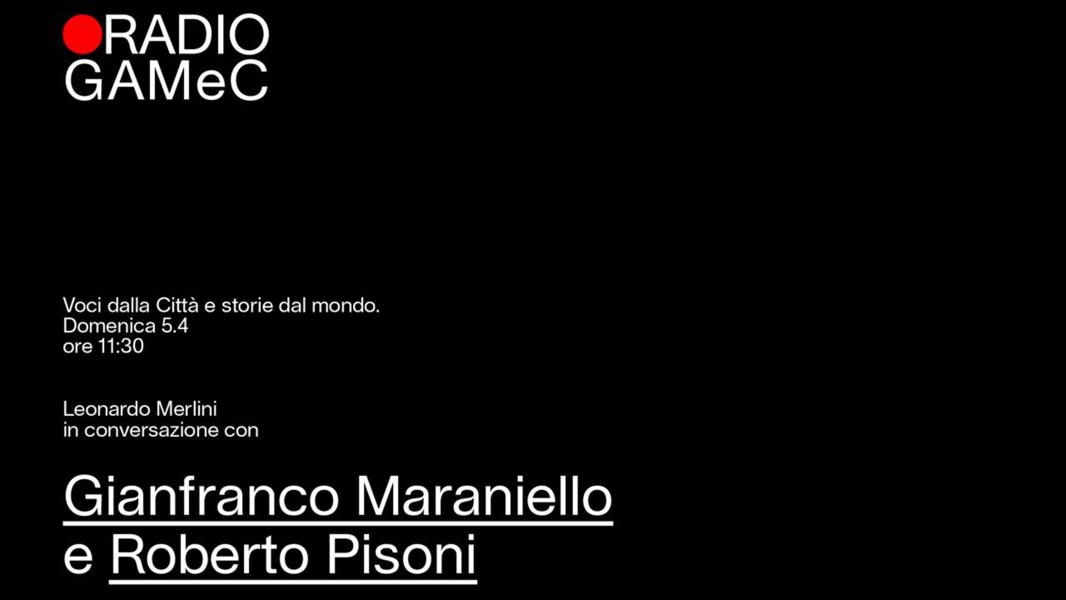 RADIO
GAMeC
Voci dalla Città e storie dal mondo.
Domenica 5.4
ore 11:30
Leonardo Merlini
in conversazione con
Gianfranco Maraniello
e Roberto Pisoni